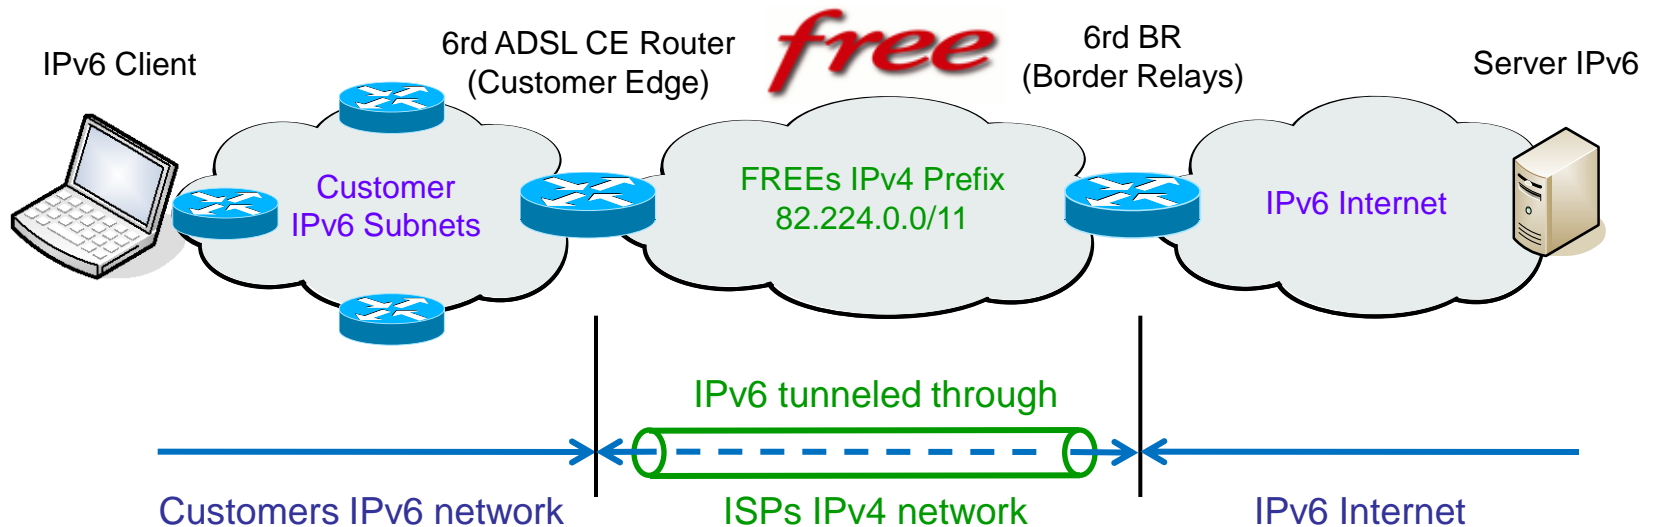 IPv6 Client
6rd ADSL CE Router
(Customer Edge)
free
6rd BR
(Border Relays)
Server IPv6
Customer
IPv6 Subnets
FREEs IPv4 Prefix
82.224.0.0/11
IPv6 Internet
IPv6 tunneled through
Customers IPv6 network
ISPs IPv4 network
IPv6 Internet